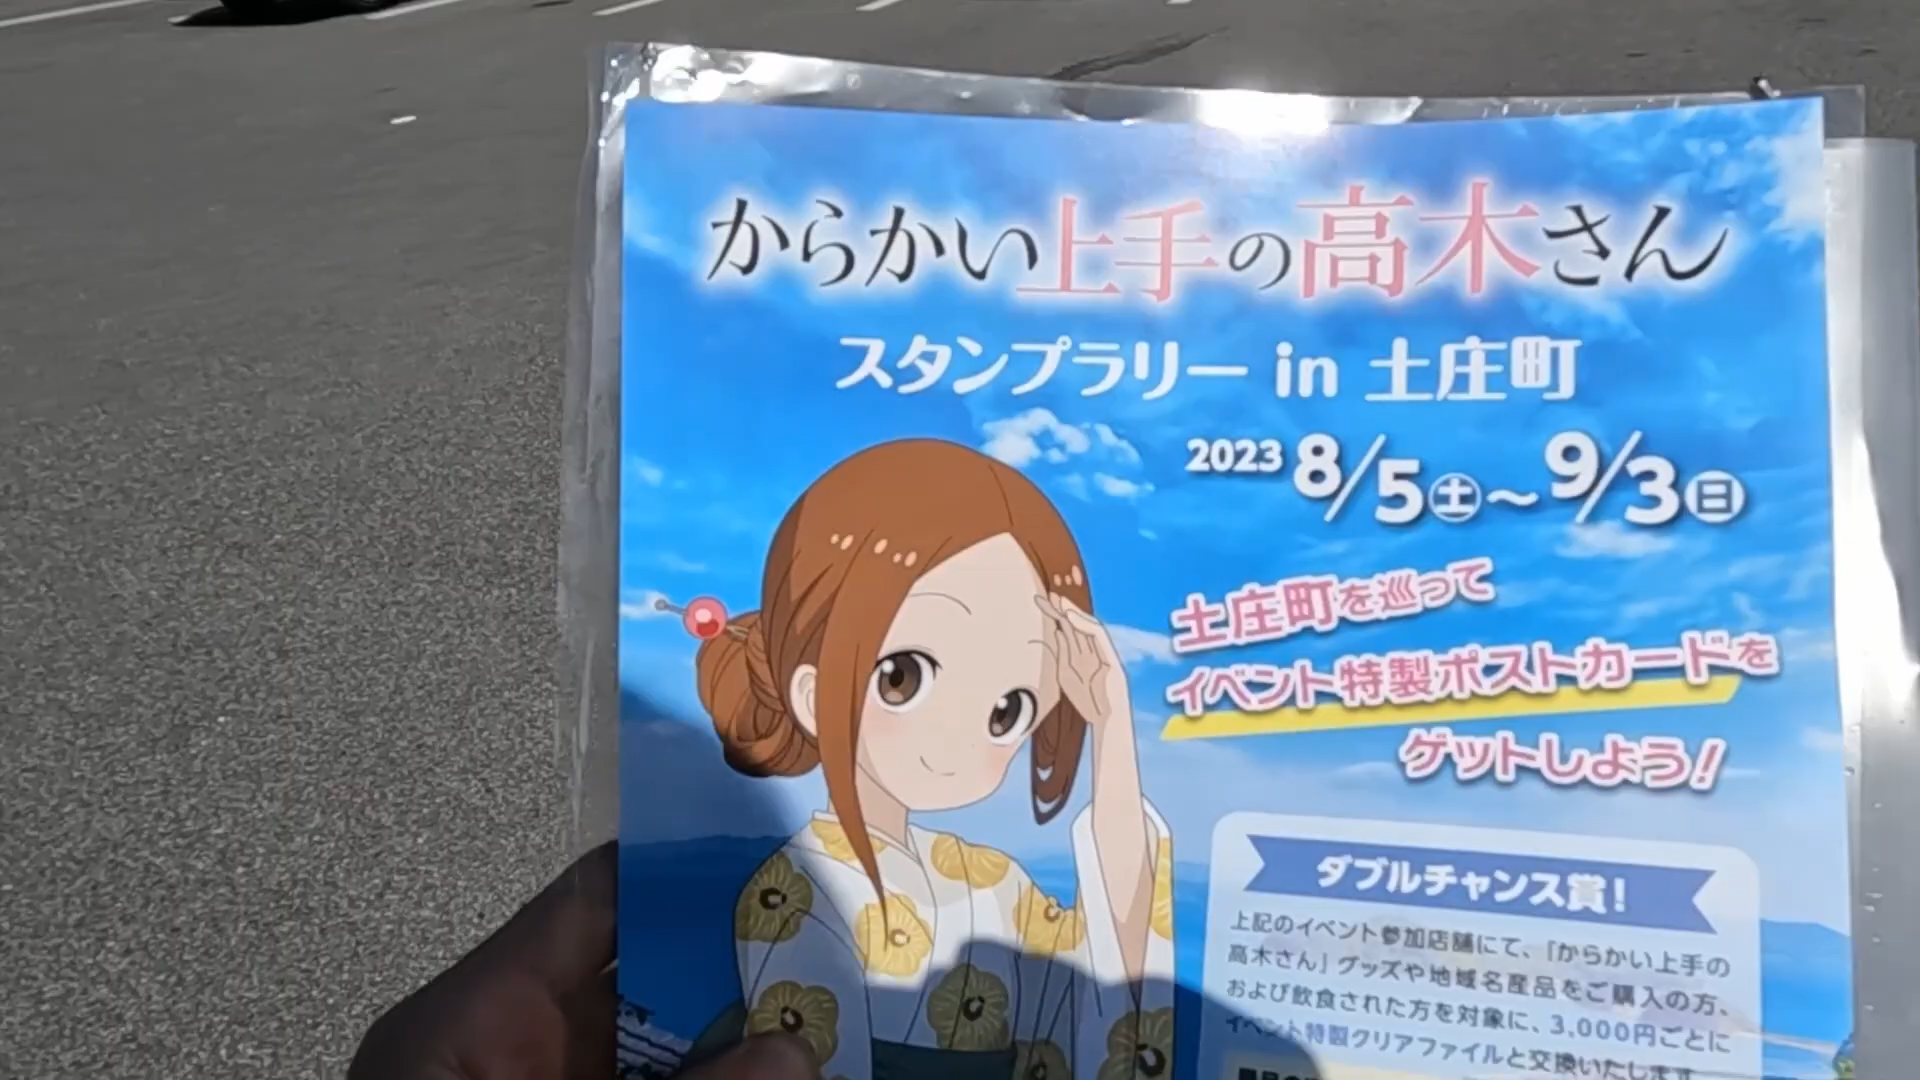 からかい上手の高木さん
スタンプラリー in 土庄町
2023 8/5㊏～9/3㊐
土庄町を巡って
イベント特製ポストカードを
ゲットしよう!
ダブルチャンス賞!
上記のイベント参加店舗にて、「からかい上手の
高木さん」グッズや地域名産品をご購入の方、
および飲食された方を対象に、3,000円ごとに
イベント特製クリアファイルと交換いたします